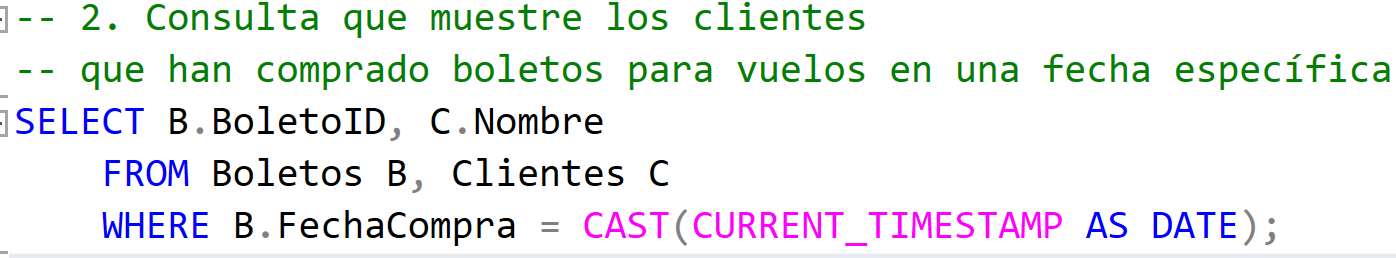 -- 2. Consulta que muestre los clientes
-- que han comprado boletos para vuelos en una fecha específica
SELECT B.BoletoID, C.Nombre
FROM Boletos B, Clientes C
WHERE B.FechaCompra = CAST(CURRENT_TIMESTAMP AS DATE);